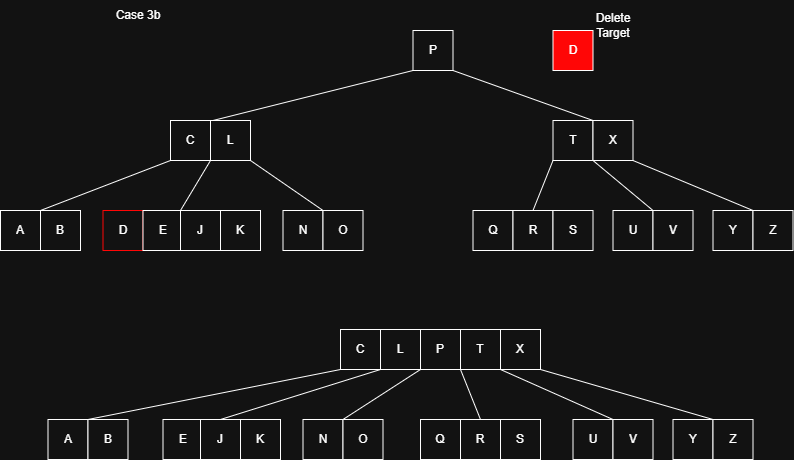 Case 3b
Delete
Target
P
D
C L
T X
A B
D E J K
N O
Q R S
U V
Y Z
C L P T X
A B
E J K
N O
Q R S
U V
Y Z